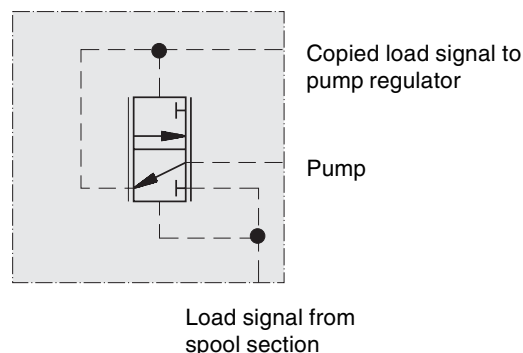 Copied load signal to
pump regulator
Pump
Load signal from
spool section